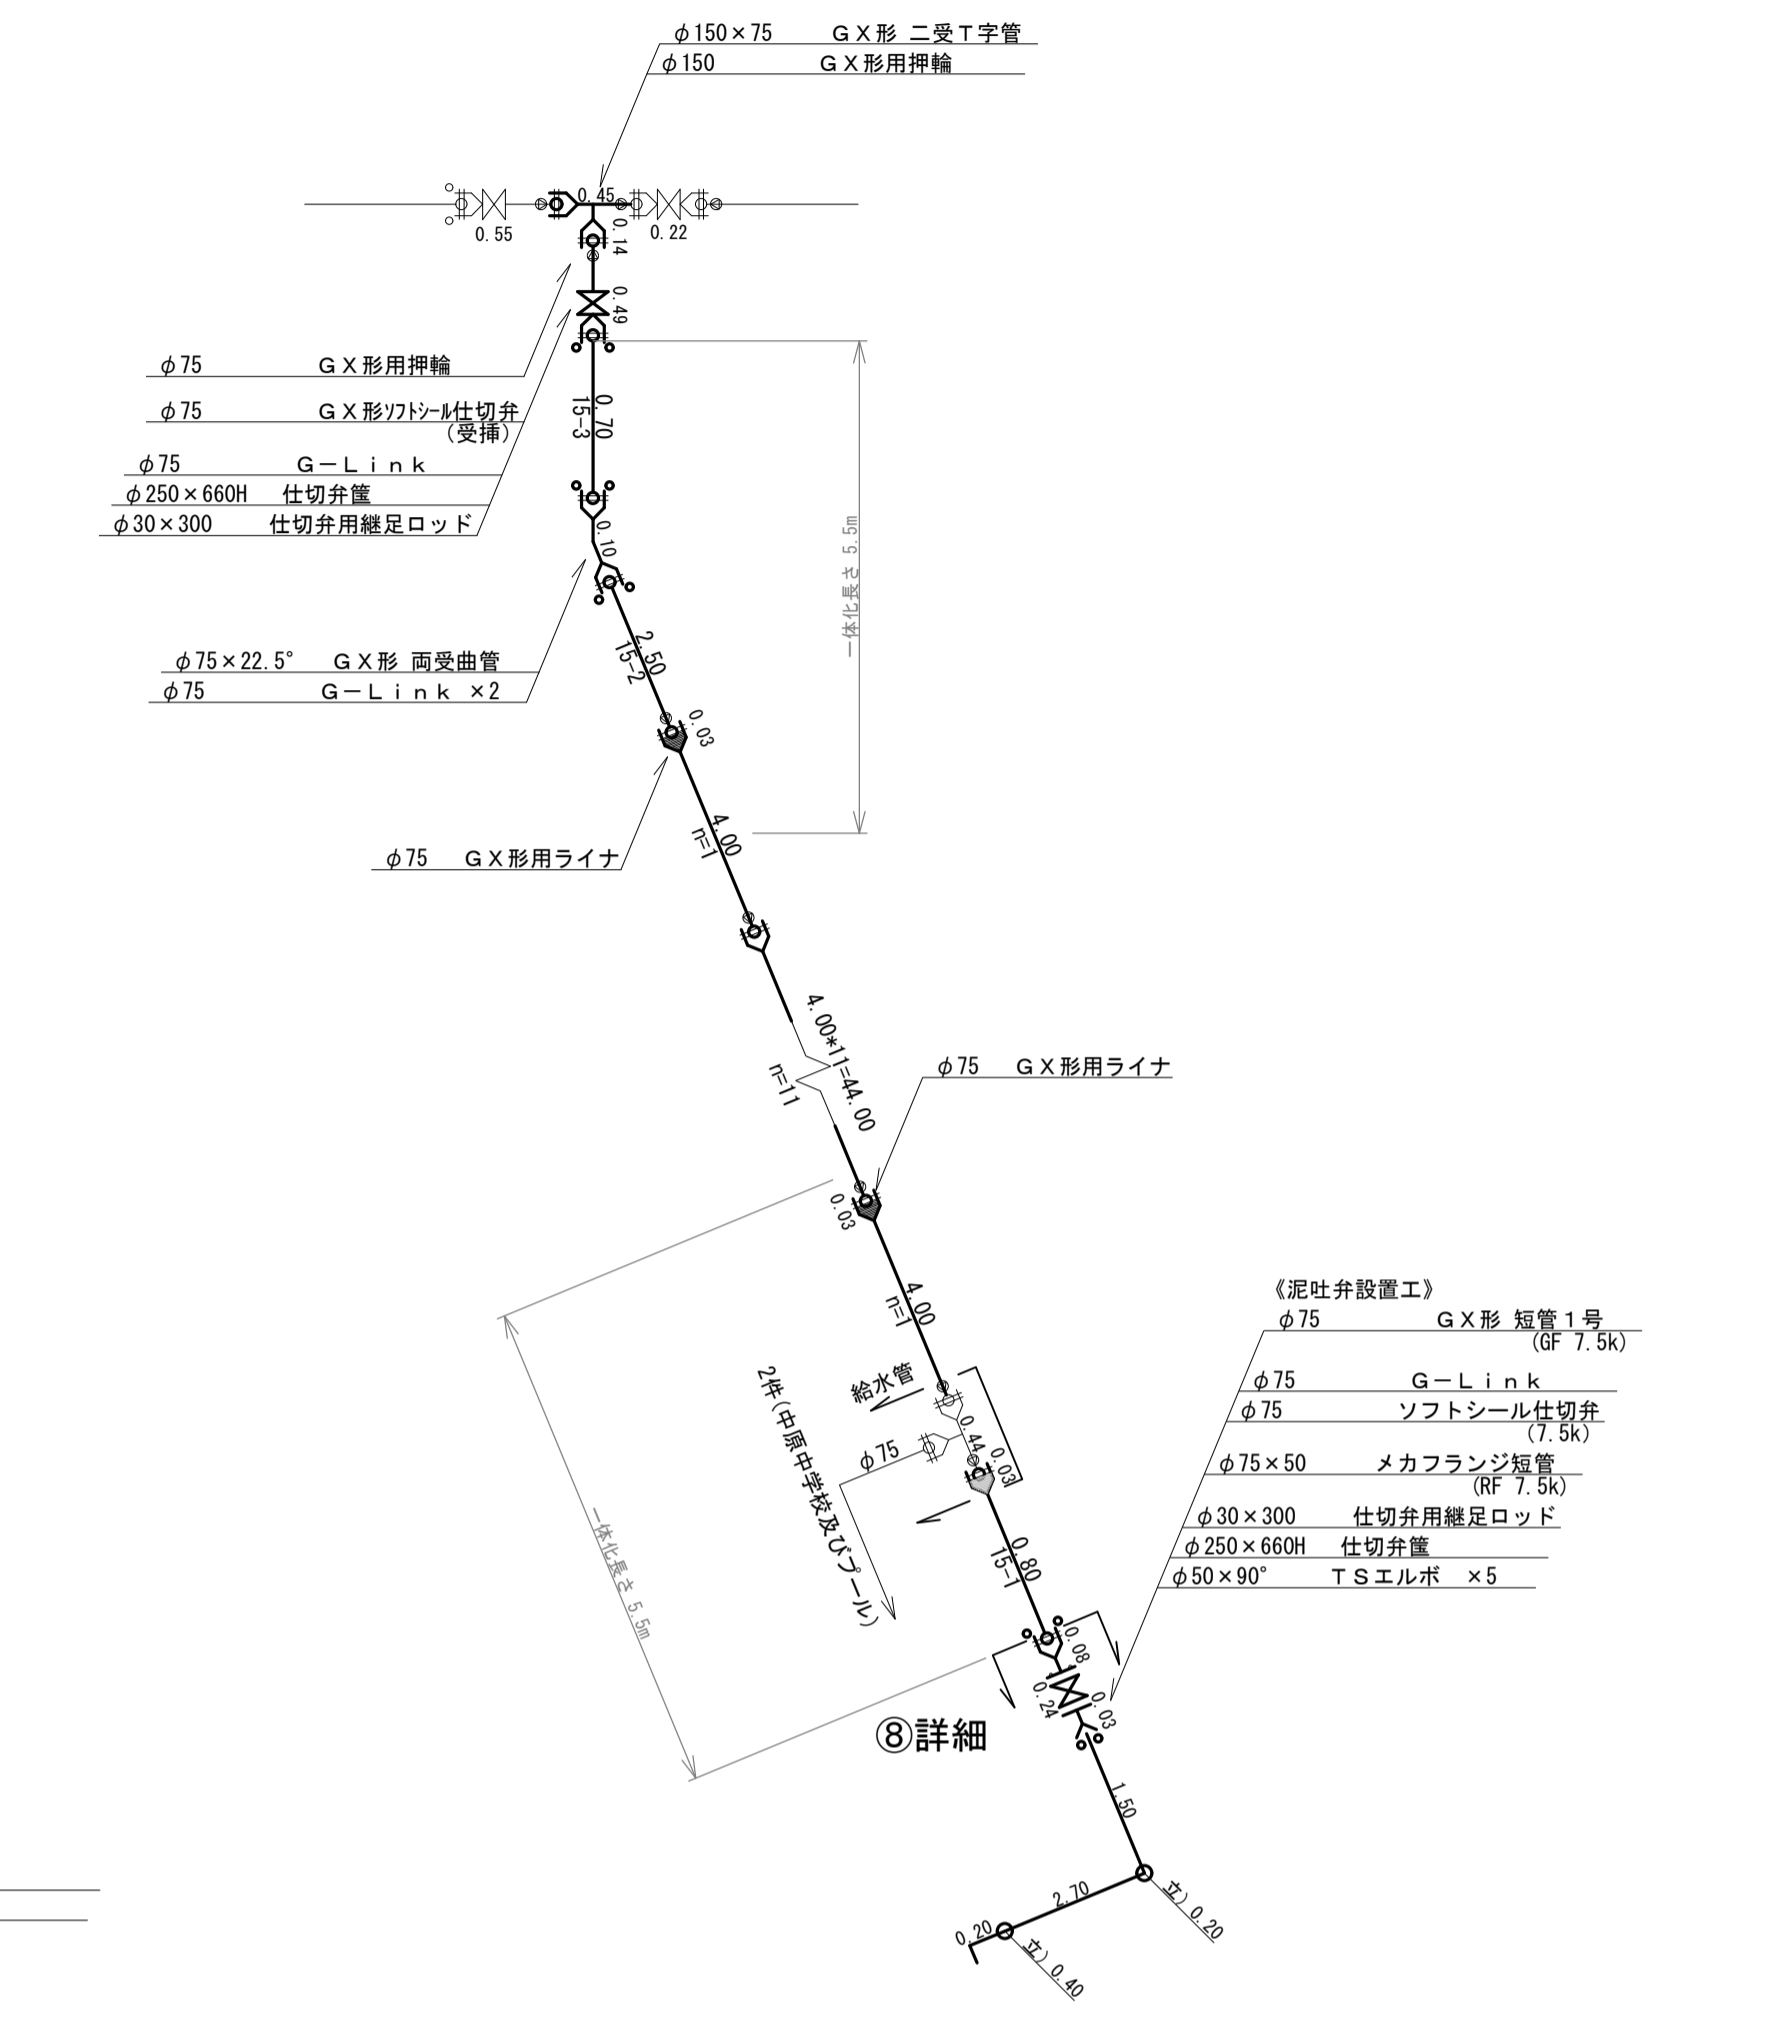 φ150×75　　ＧＸ形 二受Ｔ字管
φ150　　　ＧＸ形用押輪
0.45
0.55
0.22
0.14
0.49
φ75　　　ＧＸ形用押輪
φ75　　　ＧＸ形ｿﾌﾄｼｰﾙ仕切弁
（受挿）
φ75　　　Ｇ－Ｌｉｎｋ
φ250×660H　仕切弁筐
φ30×300　　仕切弁用継足ロッド
0.70
15-3
0.10
一体化長さ 5.5m
φ75×22.5°　ＧＸ形 両受曲管
φ75　　　Ｇ－Ｌｉｎｋ ×2
2.50
15-2
0.03
4.00
n=1
φ75　ＧＸ形用ライナ
4.00*11=44.00
n=11
φ75　ＧＸ形用ライナ
0.03
4.00
n=1
《泥吐弁設置工》
φ75　　　ＧＸ形 短管１号
(GF 7.5k)
φ75　　　Ｇ－Ｌｉｎｋ
φ75　　　ソフトシール仕切弁
(7.5k)
φ75×50　　メカフランジ短管
(RF 7.5k)
φ30×300　　仕切弁用継足ロッド
φ250×660H　仕切弁筐
φ50×90°　　ＴＳエルボ ×5
給水管
2件(中原中学校及びプール)
φ75
0.44
0.03
0.80
15-1
一体化長さ 5.5m
0.08
0.24
0.03
⑧詳細
1.50
2.70
立) 0.20
0.20
立) 0.40